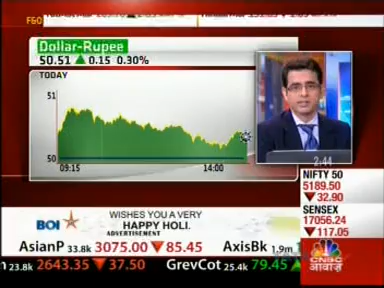 F&O
Dollar-Rupee
50.51 ▲ 0.15 0.30%
TODAY
51
50
09:15 14:00
2:44
NIFTY 50
5189.50
▼ 32.90
SENSEX
17056.24
▼ 117.05
BOI
WISHES YOU A VERY
HAPPY HOLI.
ADVERTISEMENT
AsianP 33.8k 3075.00 ▼ 85.45 AxisBk 1.9m
23.8k 2643.35 ▼ 37.50 GrevCot 25.4k 79.45 ▲
CNBC
आवाज़